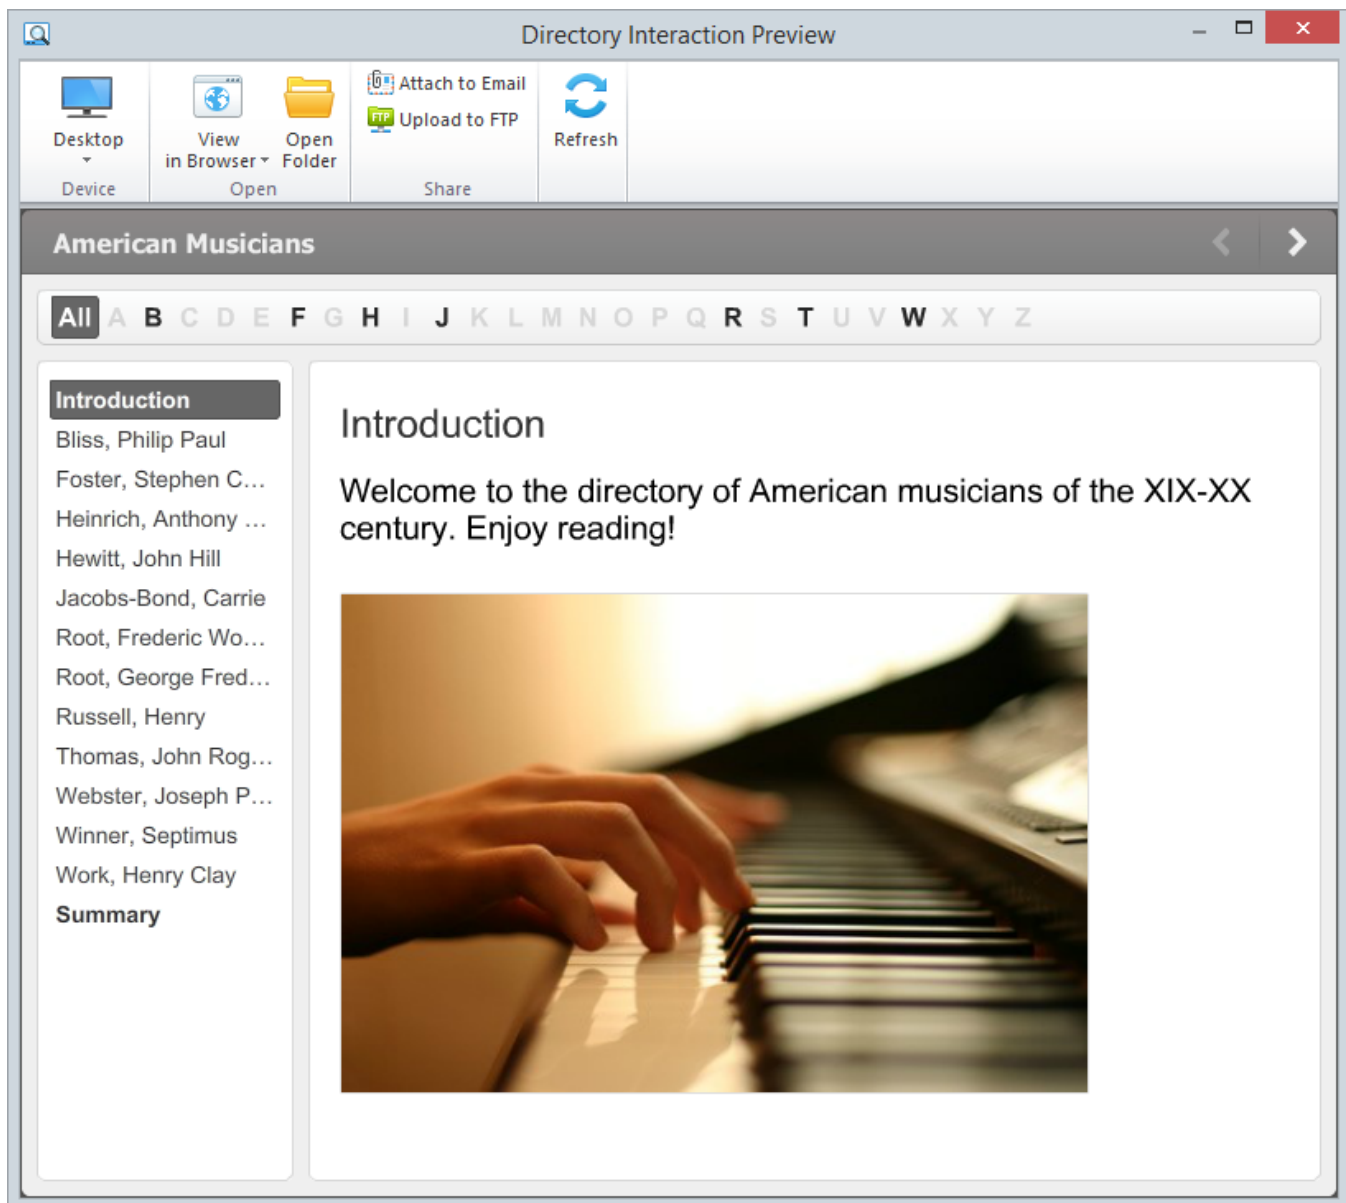 Directory Interaction Preview
Desktop
Device
View
in Browser
Open
Folder
Open
Attach to Email
Upload to FTP
Share
Refresh
American Musicians
All A B C D E F G H I J K L M N O P Q R S T U V W X Y Z
Introduction
Bliss, Philip Paul
Foster, Stephen C...
Heinrich, Anthony ...
Hewitt, John Hill
Jacobs-Bond, Carrie
Root, Frederic Wo...
Root, George Fred...
Russell, Henry
Thomas, John Rog...
Webster, Joseph P...
Winner, Septimus
Work, Henry Clay
Summary
Introduction
Welcome to the directory of American musicians of the XIX-XX
century. Enjoy reading!